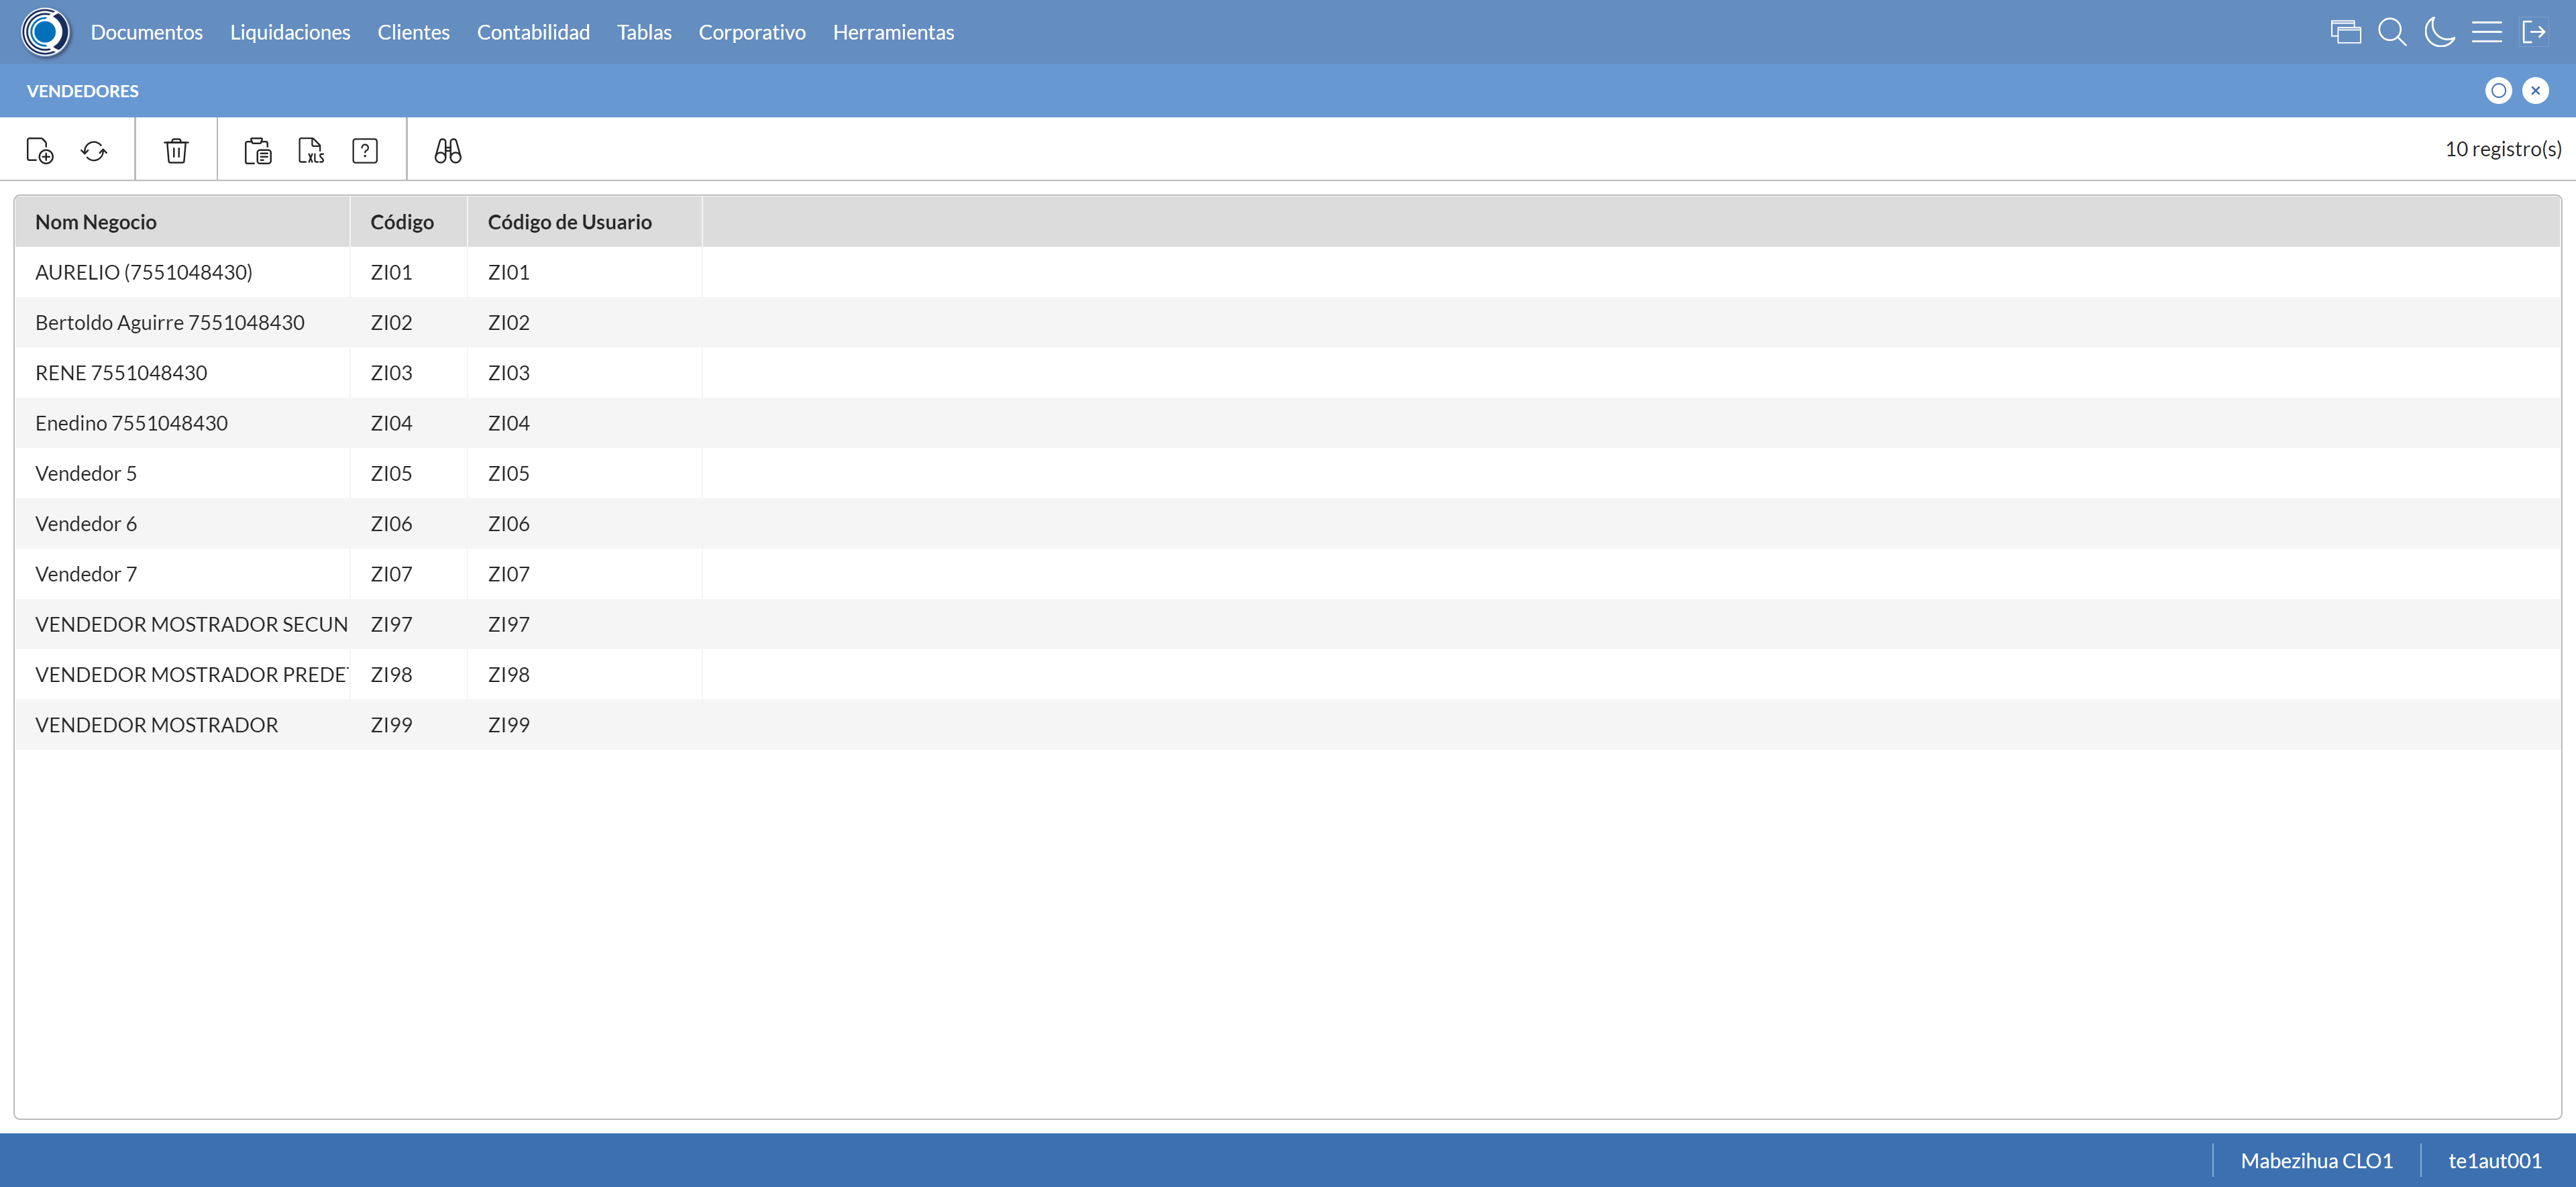 Documentos Liquidaciones Clientes Contabilidad Tablas Corporativo Herramientas
VENDEDORES
XLS ? 10 registro(s)
Nom Negocio Código Código de Usuario
AURELIO (7551048430) ZI01 ZI01
Bertoldo Aguirre 7551048430 ZI02 ZI02
RENE 7551048430 ZI03 ZI03
Enedino 7551048430 ZI04 ZI04
Vendedor 5 ZI05 ZI05
Vendedor 6 ZI06 ZI06
Vendedor 7 ZI07 ZI07
VENDEDOR MOSTRADOR SECUN ZI97 ZI97
VENDEDOR MOSTRADOR PREDET ZI98 ZI98
VENDEDOR MOSTRADOR ZI99 ZI99
Mabezihua CLO1 te1aut001